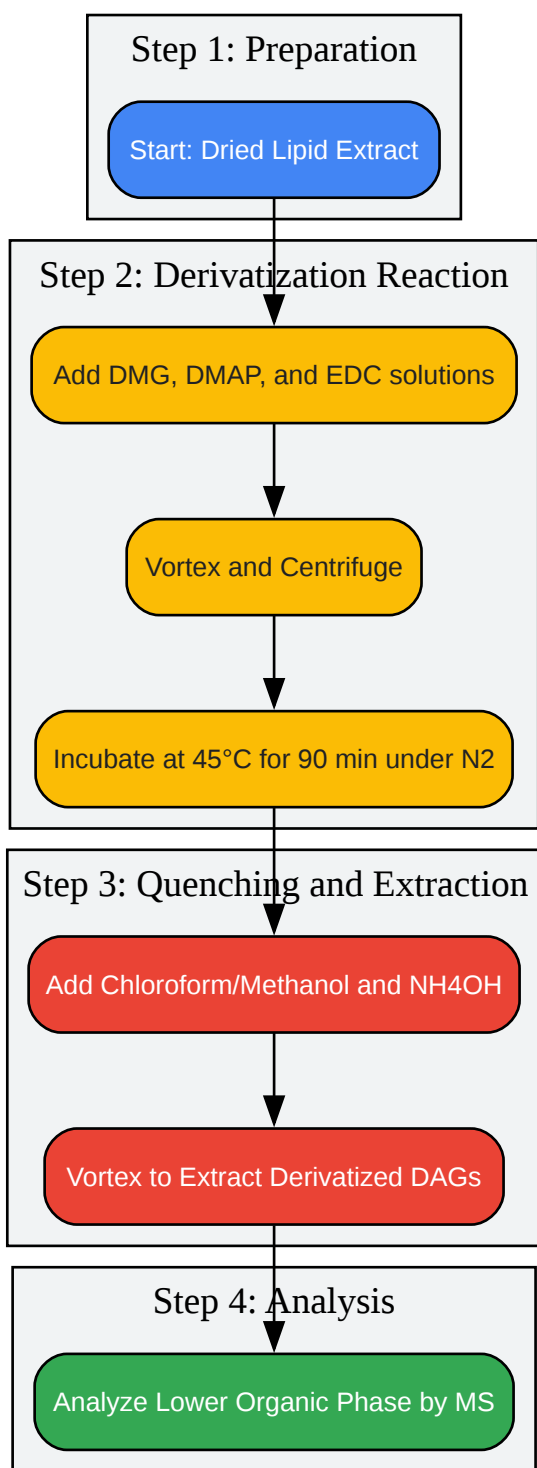 Step 1: Preparation
Start: Dried Lipid Extract
Step 2: Derivatization Reaction
Add DMG, DMAP, and EDC solutions
Vortex and Centrifuge
Incubate at 45°C for 90 min under N2
Step 3: Quenching and Extraction
Add Chloroform/Methanol and NH4OH
Vortex to Extract Derivatized DAGs
Step 4: Analysis
Analyze Lower Organic Phase by MS